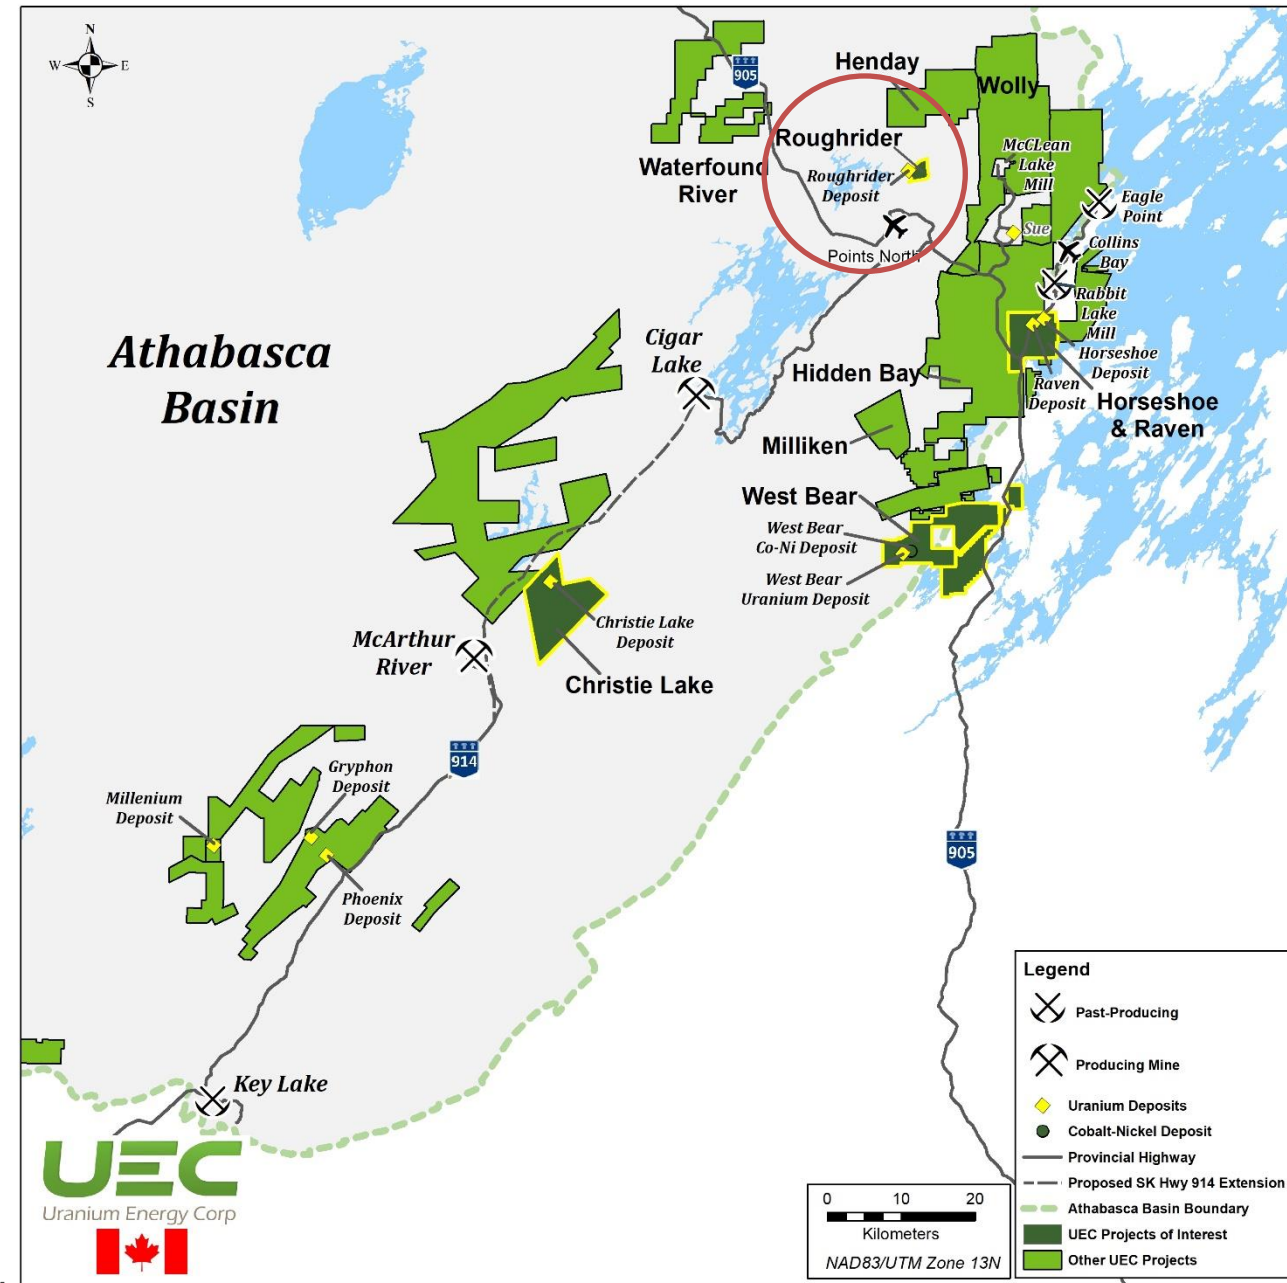 N
W
E
S
905
Henday
Wolly
Roughrider
Roughrider
Deposit
Waterfound
River
McCLean
Lake
Mill
Eagle
Point
Sue
Collins
Bay
Points North
Rabbit
Lake
Mill
Horseshoe
Deposit
Raven
Deposit
Horseshoe
& Raven
Athabasca
Basin
Cigar
Lake
Hidden Bay
Milliken
West Bear
West Bear
Co-Ni Deposit
West Bear
Uranium Deposit
Christie Lake
Deposit
McArthur
River
Christie Lake
914
Gryphon
Deposit
Millenium
Deposit
Phoenix
Deposit
905
Key Lake
UEC
Uranium Energy Corp
0 10 20
Kilometers
NAD83/UTM Zone 13N
Legend
Past-Producing
Producing Mine
Uranium Deposits
Cobalt-Nickel Deposit
Provincial Highway
Proposed SK Hwy 914 Extension
Athabasca Basin Boundary
UEC Projects of Interest
Other UEC Projects